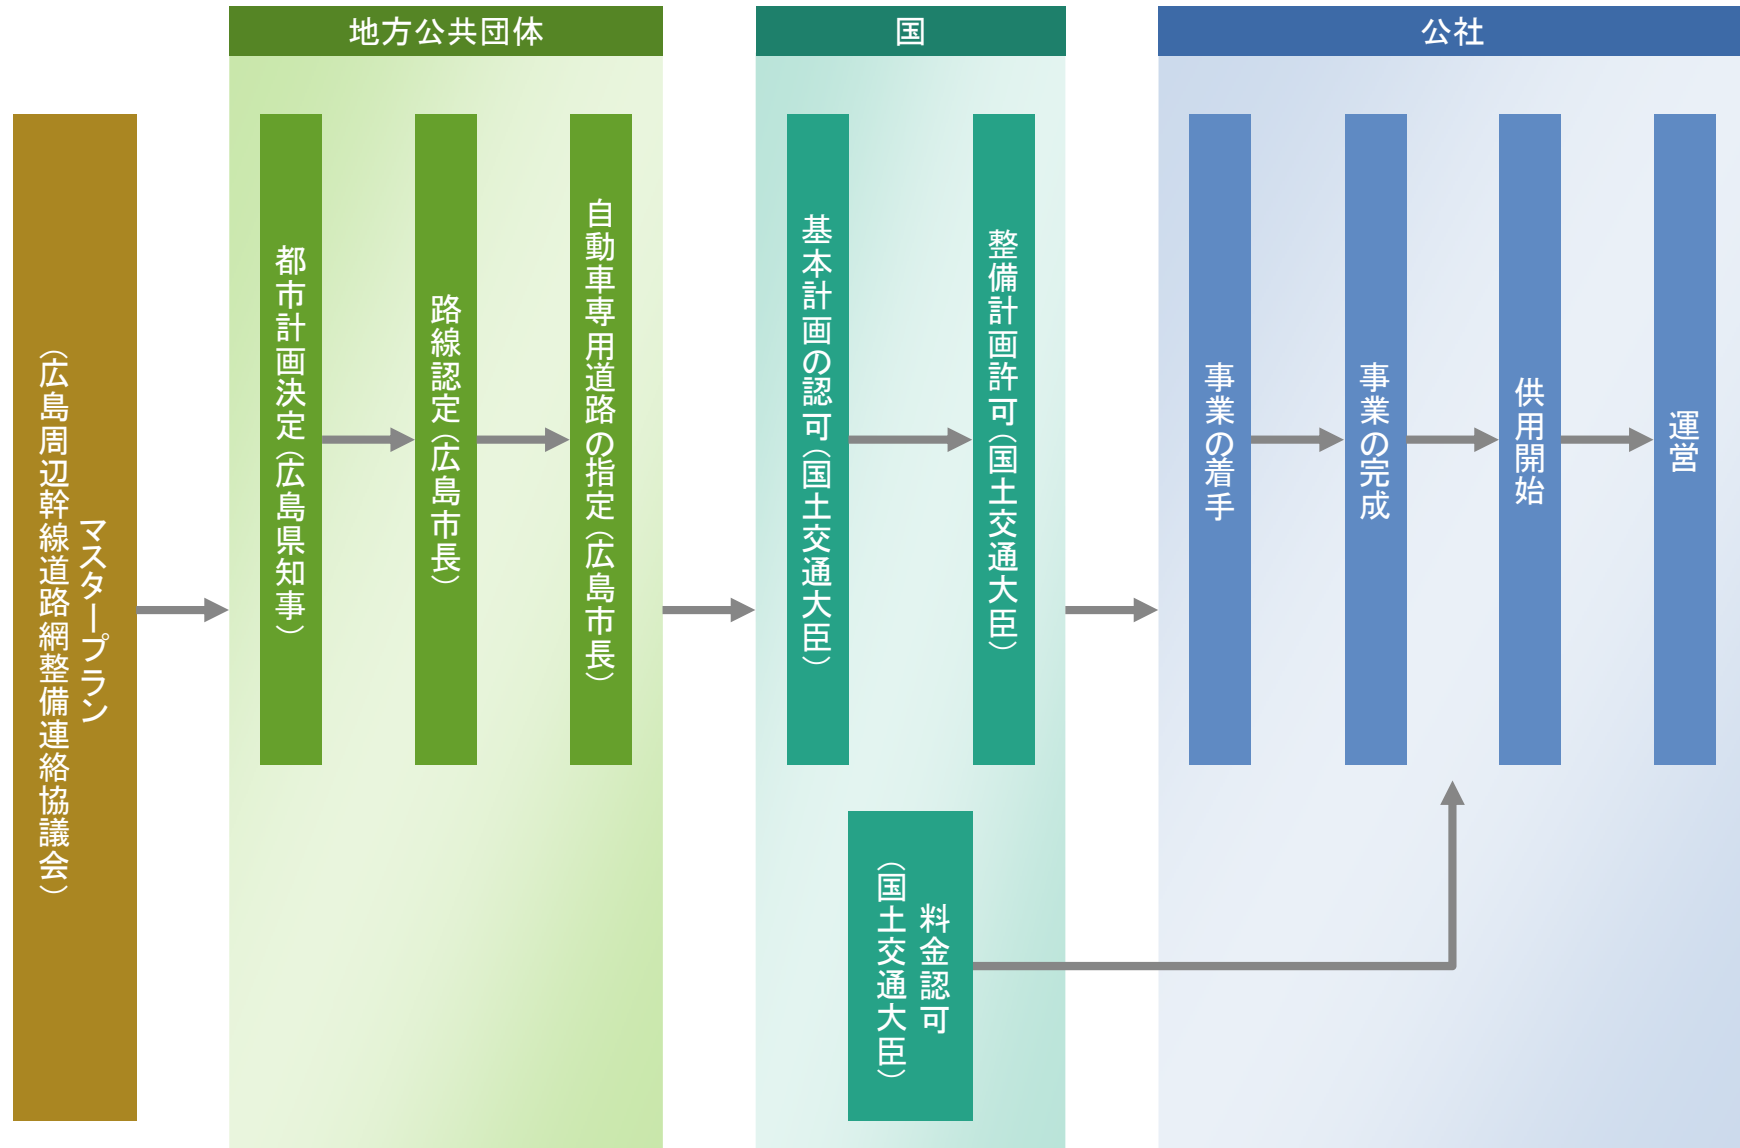 マスタープラン
（広島周辺幹線道路網整備連絡協議会）
地方公共団体
都市計画決定（広島県知事）
路線認定（広島市長）
自動車専用道路の指定（広島市長）
国
基本計画の認可（国土交通大臣）
整備計画許可（国土交通大臣）
料金認可
（国土交通大臣）
公社
事業の着手
事業の完成
供用開始
運営